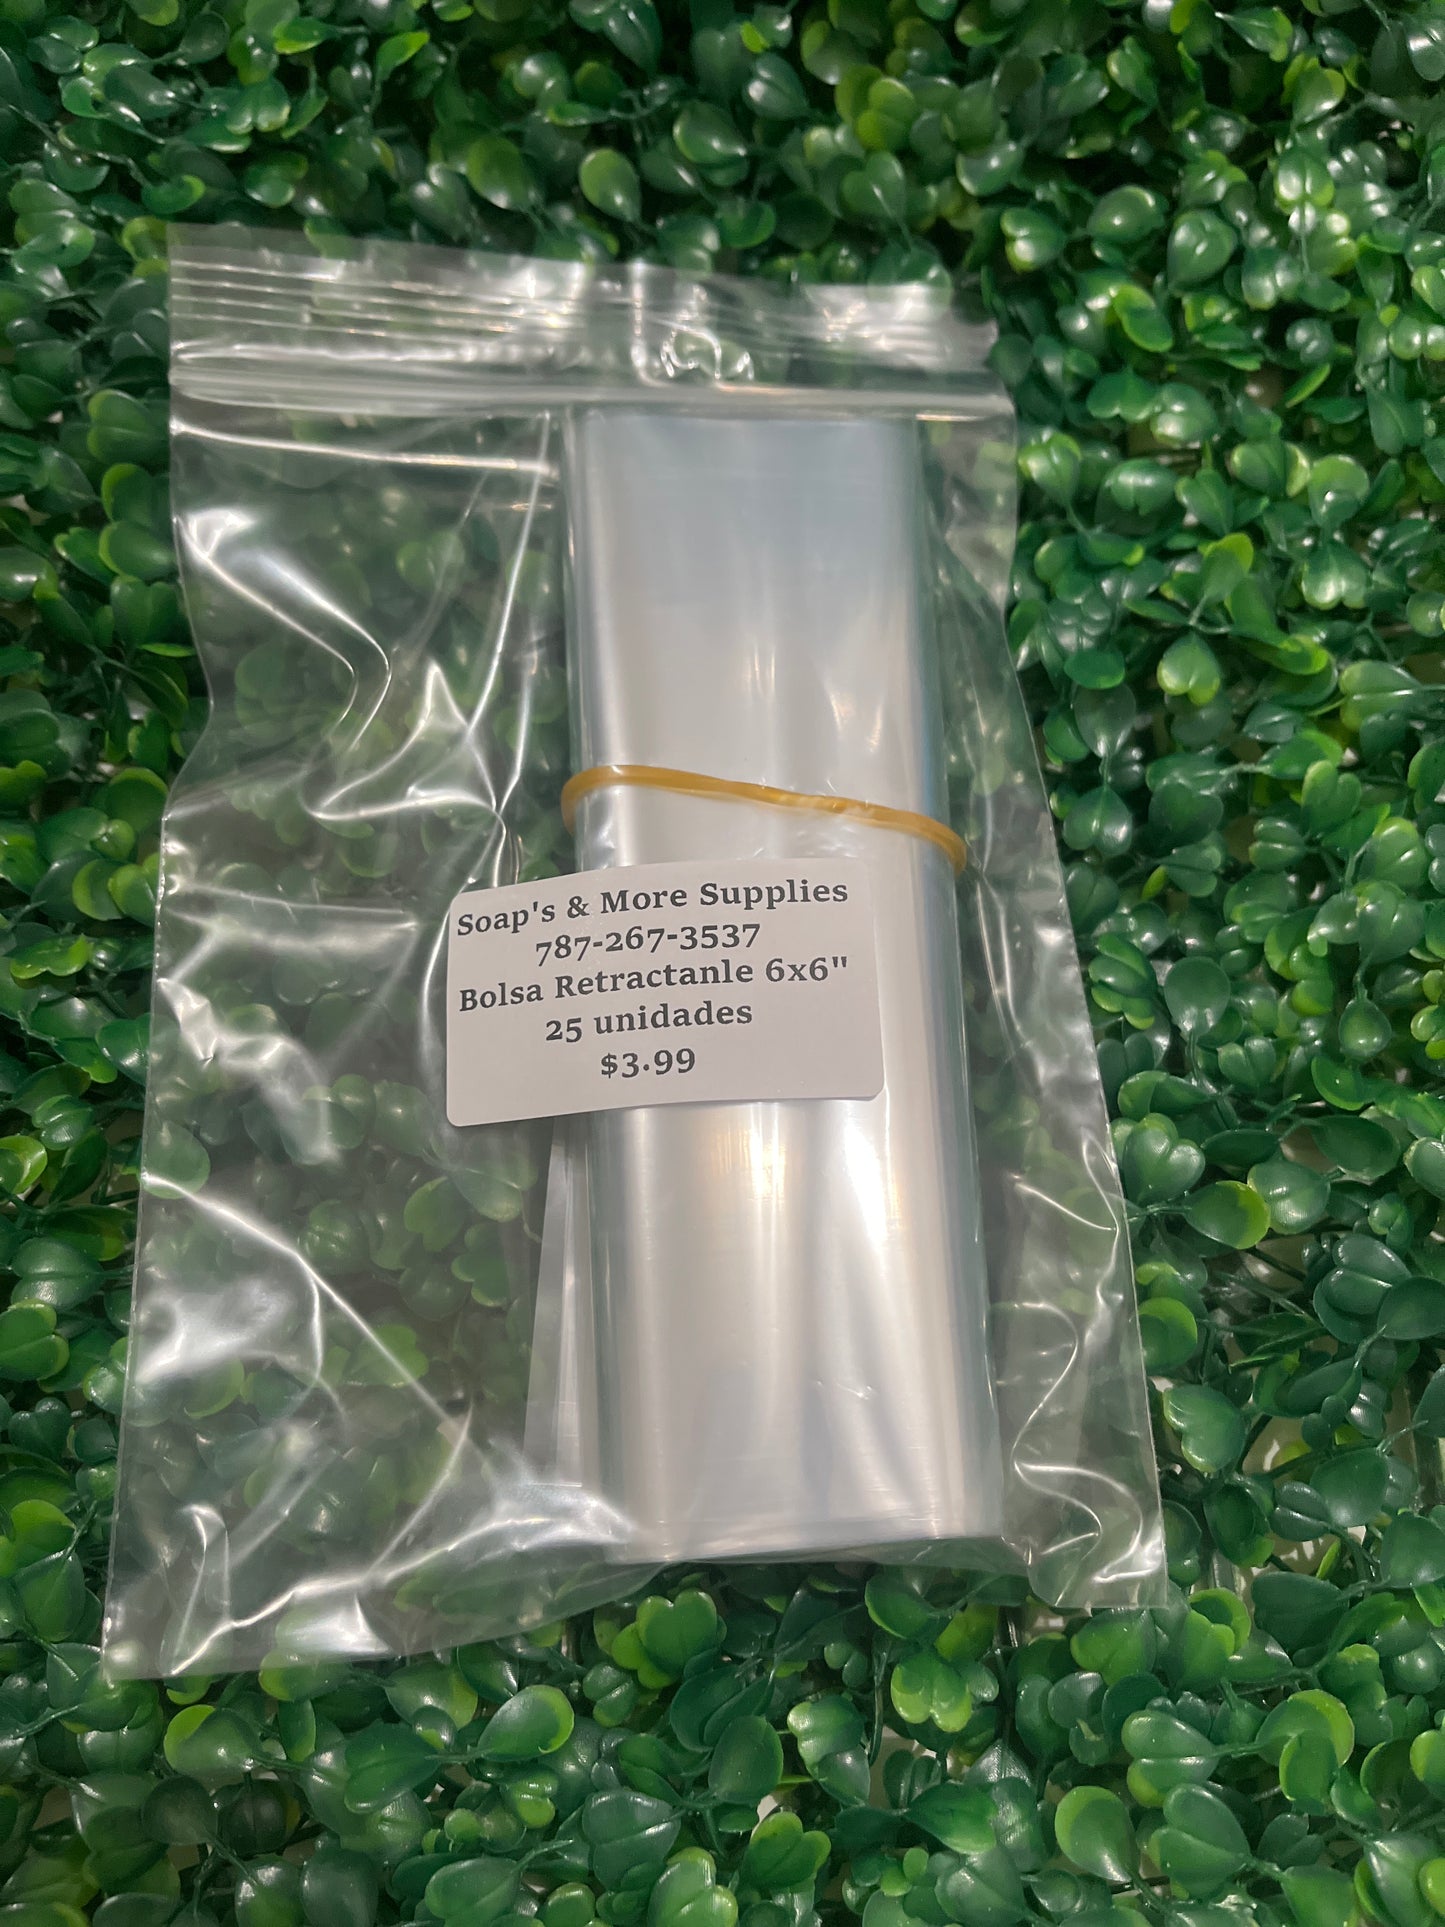 Soap's & More Supplies
787-267-3537
Bolsa Retractanle 6x6"
25 unidades
$3.99